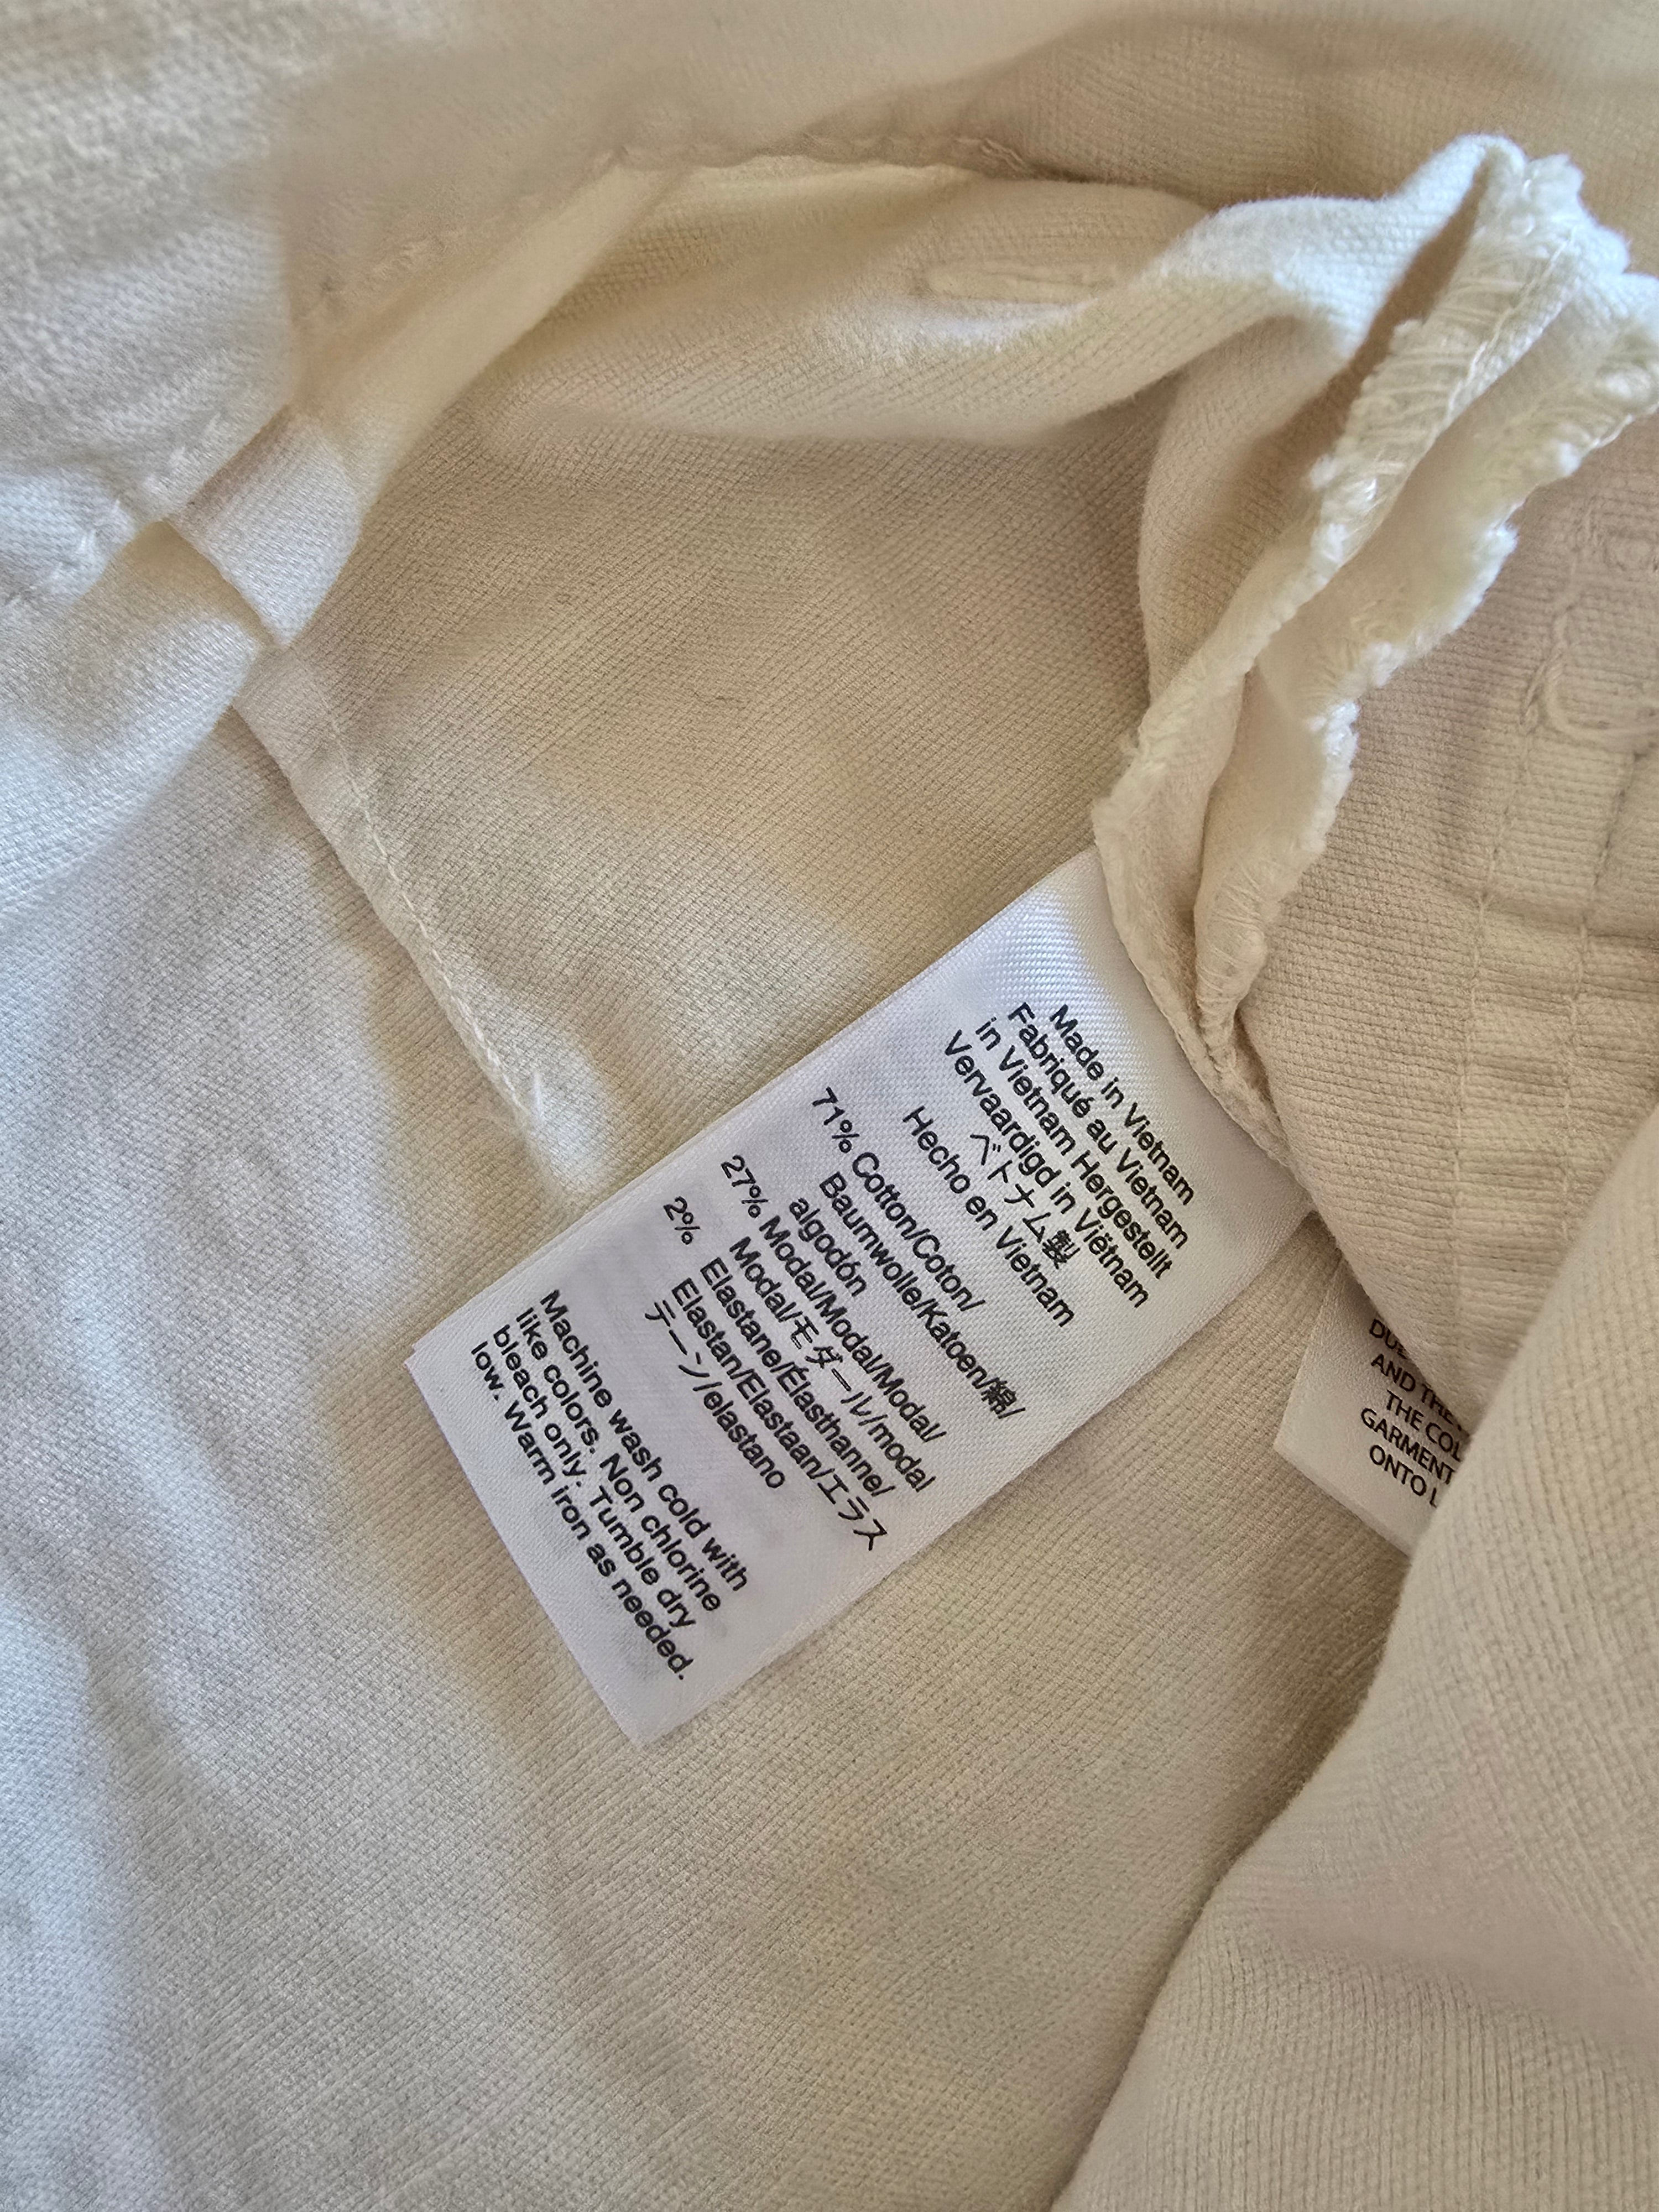 Made in Vietnam
Fabriqué au Vietnam
in Vietnam Hergestellt
Vervaardigd in Viëtnam
ベトナム製
Hecho en Vietnam
71% Cotton/Coton/
Baumwolle/Katoen/綿/
algodón
27% Modal/Modal/Modal/
Modal/モダール/modal
2% Elastane/Élasthanne/
Elastan/Elastaan/エラス
テーン/elastano
Machine wash cold with
like colors. Non chlorine
bleach only. Tumble dry
low. Warm iron as needed.
AND THE
THE COL
GARMENT
ONTO L